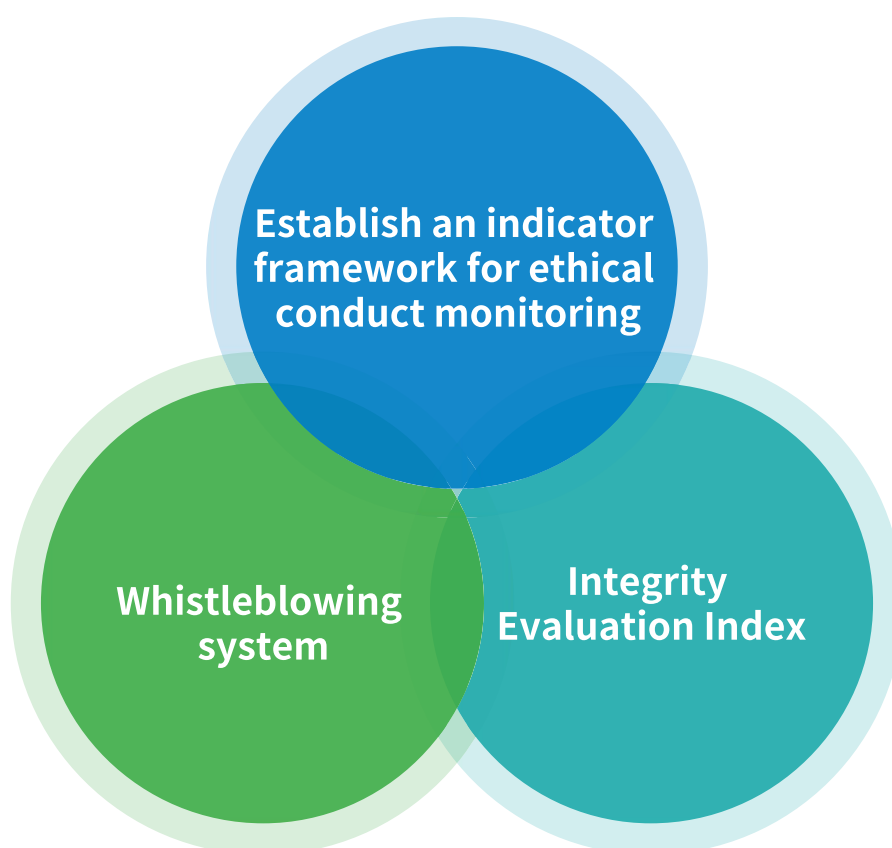 Establish an indicator
framework for ethical
conduct monitoring
Whistleblowing
system
Integrity
Evaluation Index